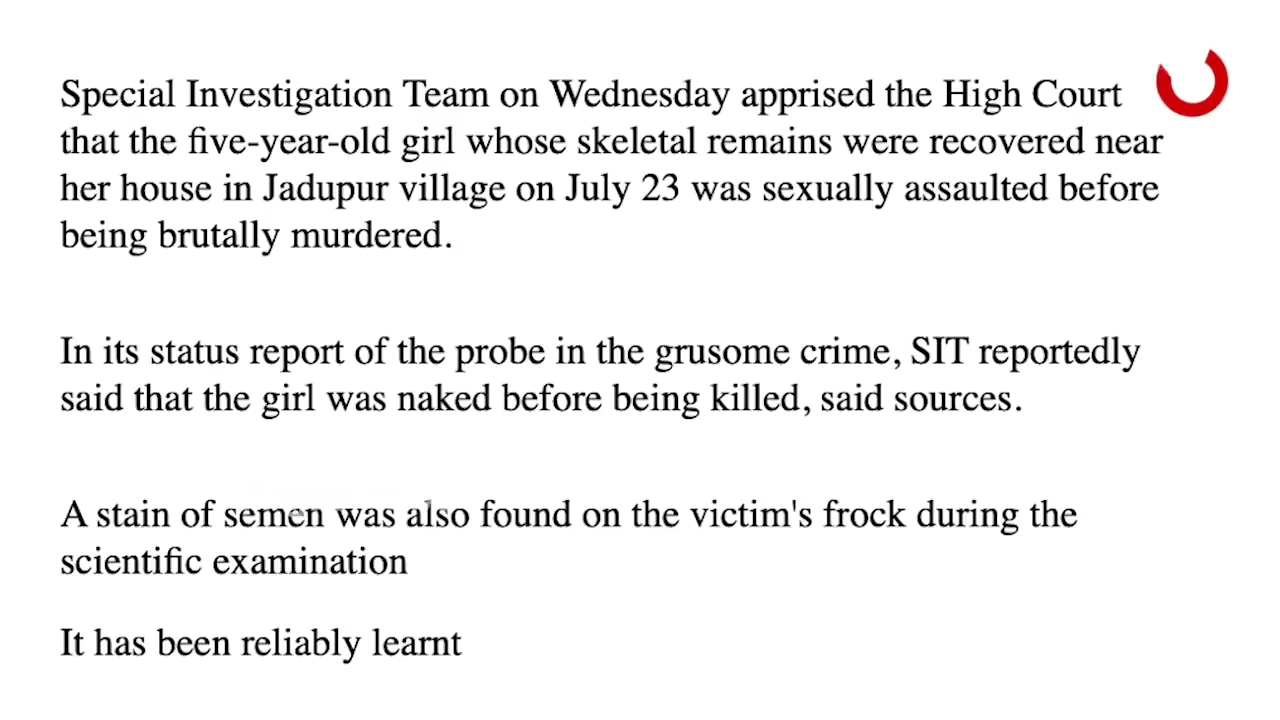 Special Investigation Team on Wednesday apprised the High Court
that the five-year-old girl whose skeletal remains were recovered near
her house in Jadupur village on July 23 was sexually assaulted before
being brutally murdered.
In its status report of the probe in the grusome crime, SIT reportedly
said that the girl was naked before being killed, said sources.
A stain of semen was also found on the victim's frock during the
scientific examination
It has been reliably learnt